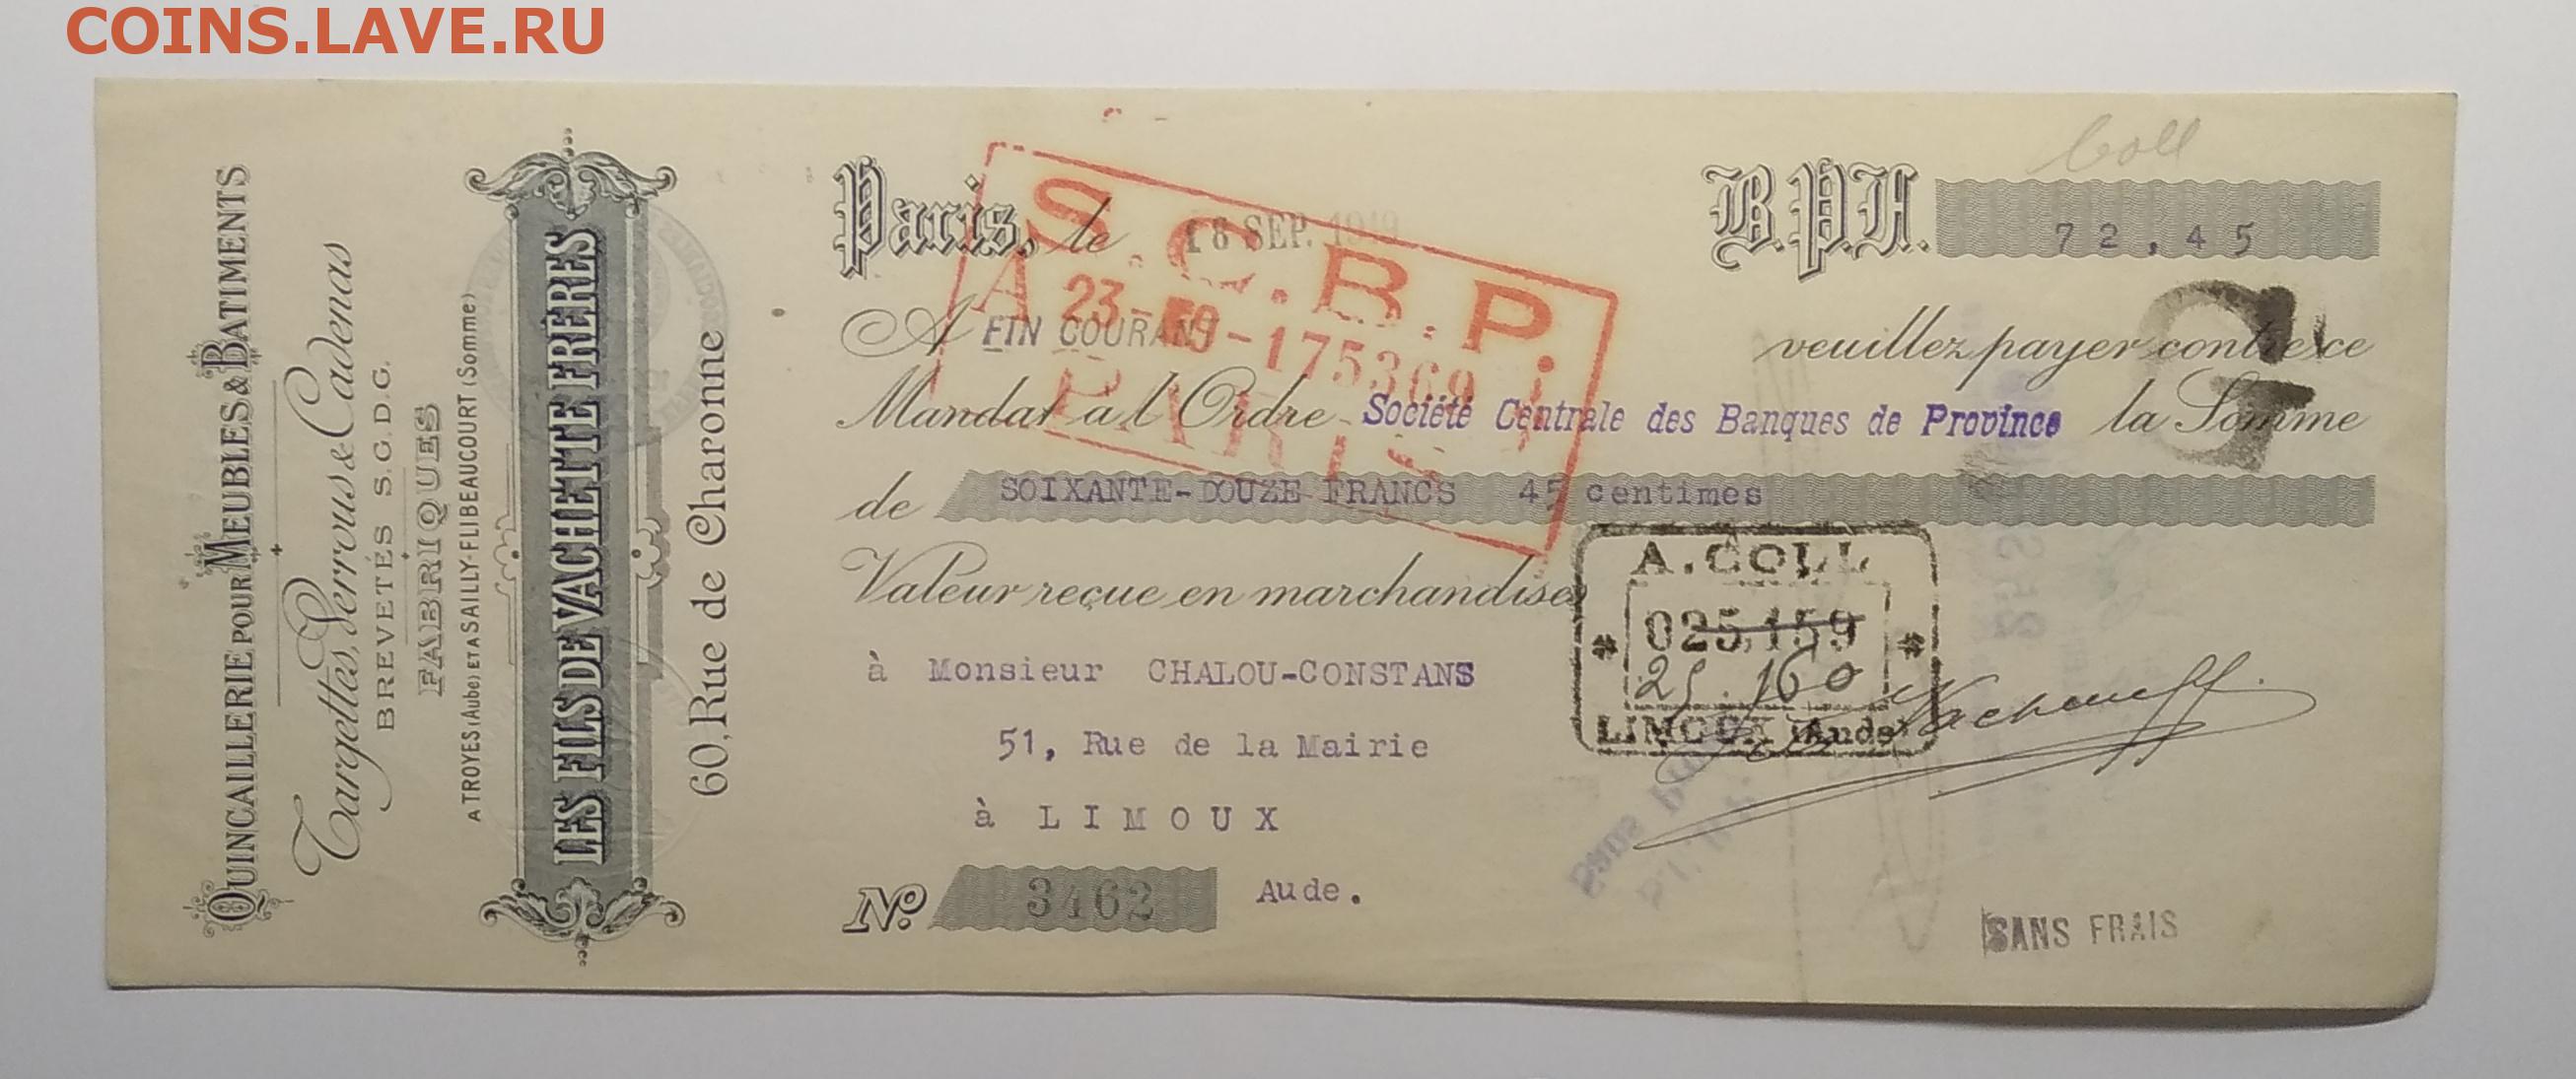 COINS.LAVE.RU
QUINCAILLERIE POUR MEUBLES & BATIMENTS
Targettes, Verrous & Cadenas
BREVETÉS S.G.D.G.
FABRIQUES
A TROYES (Aube) ET A SAILLY-FLIBEAUCOURT (Somme)
LES FILS DE VACHETTE FRERES
60, Rue de Charonne
Coll
Paris, le 18 SEP. 1919
B.P.F. 72,45
S.C.B.P.
23- -175369
PARIS
A FIN COURANT veuillez payer contre ce
G
Mandat à l'Ordre Société Centrale des Banques de Province la Somme
de SOIXANTE-DOUZE FRANCS 45 centimes
Valeur reçue en marchandises
A. COLL
025,159
25.160
LIMOUX (Aude)
à Monsieur CHALOU-CONSTANS
51, Rue de la Mairie
à LIMOUX
Nº 3462 Aude.
SANS FRAIS